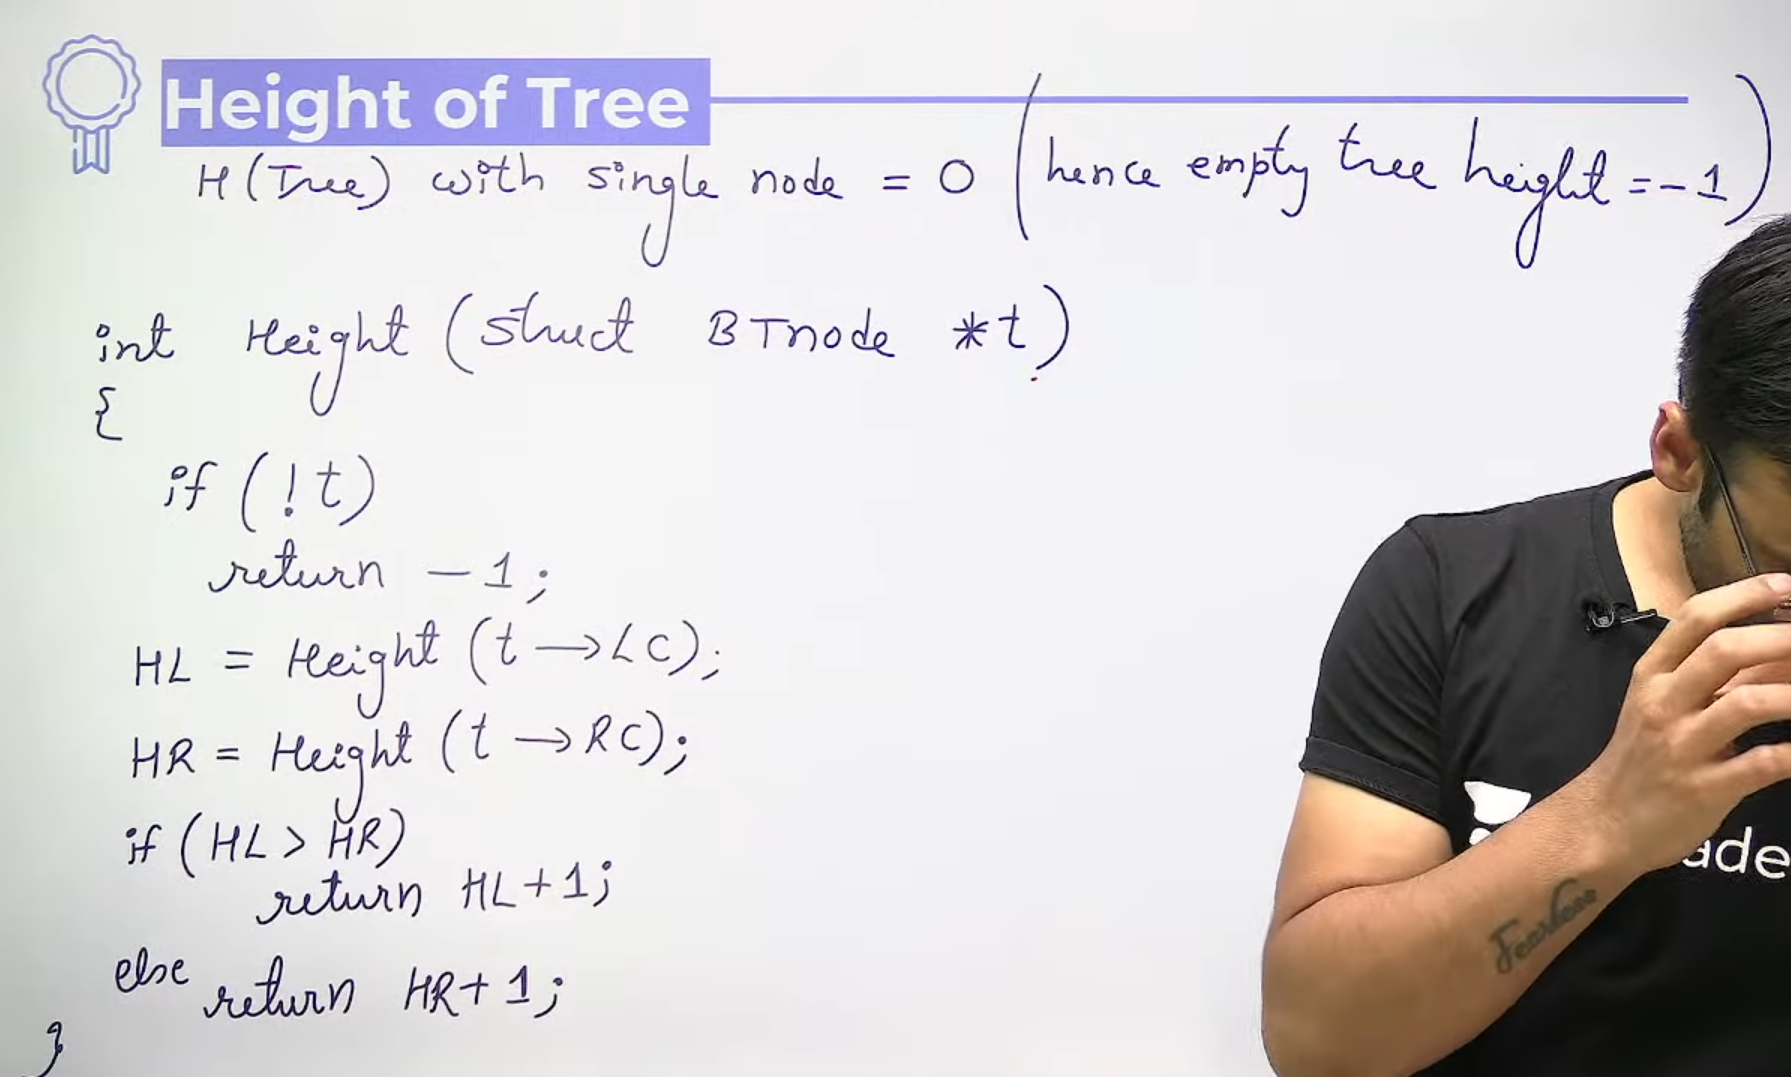 Height of Tree
H(Tree) with single node = 0 (hence empty tree height = -1)
int Height (struct BTnode *t)
{
if (!t)
return -1;
HL = Height (t → LC);
HR = Height (t → RC);
if (HL > HR)
return HL+1;
else return HR+1;
}
ade
Fearless